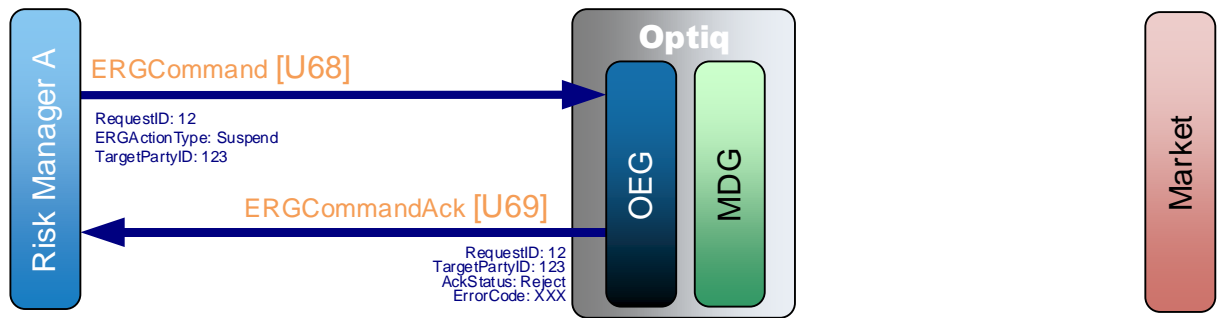 Risk Manager A
ERGCommand [U68]
RequestID: 12
ERGActionType: Suspend
TargetPartyID: 123
ERGCommandAck [U69]
RequestID: 12
TargetPartyID: 123
AckStatus: Reject
ErrorCode: XXX
Optiq
OEG
MDG
Market